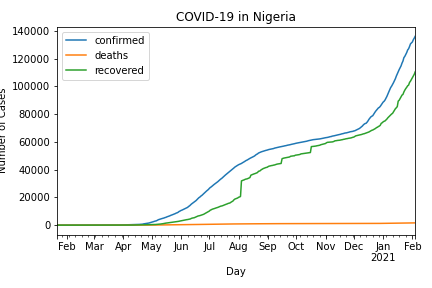 COVID-19 in Nigeria
140000
120000
100000
80000
60000
40000
20000
0
Number of Cases
confirmed
deaths
recovered
Feb Mar Apr May Jun Jul Aug Sep Oct Nov Dec Jan Feb
2021
Day